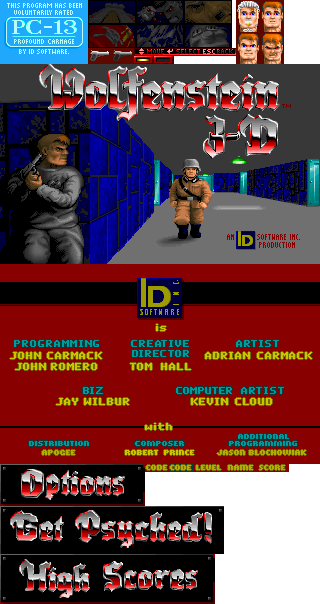 THIS PROGRAM HAS BEEN
VOLUNTARILY RATED
PC-13
PROFOUND CARNAGE
BY ID SOFTWARE.
MOVE SELECT ESC BACK
Wolfenstein™
3-D
AN ID SOFTWARE INC.
PRODUCTION
ID
SOFTWARE
INC
is
PROGRAMMING
JOHN CARMACK
JOHN ROMERO
CREATIVE
DIRECTOR
TOM HALL
ARTIST
ADRIAN CARMACK
BIZ
JAY WILBUR
COMPUTER ARTIST
KEVIN CLOUD
with
DISTRIBUTION
APOGEE
COMPOSER
ROBERT PRINCE
ADDITIONAL
PROGRAMMING
JASON BLOCHOWIAK
CODE CODE LEVEL NAME SCORE
Options
Get Psyched!
High Scores